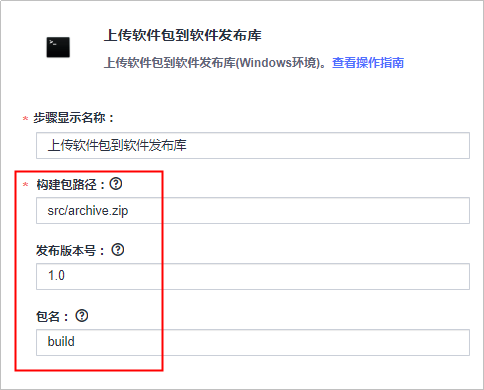 上传软件包到软件发布库
上传软件包到软件发布库(Windows环境)。查看操作指南
* 步骤显示名称：
上传软件包到软件发布库
* 构建包路径：
src/archive.zip
发布版本号：
1.0
包名：
build